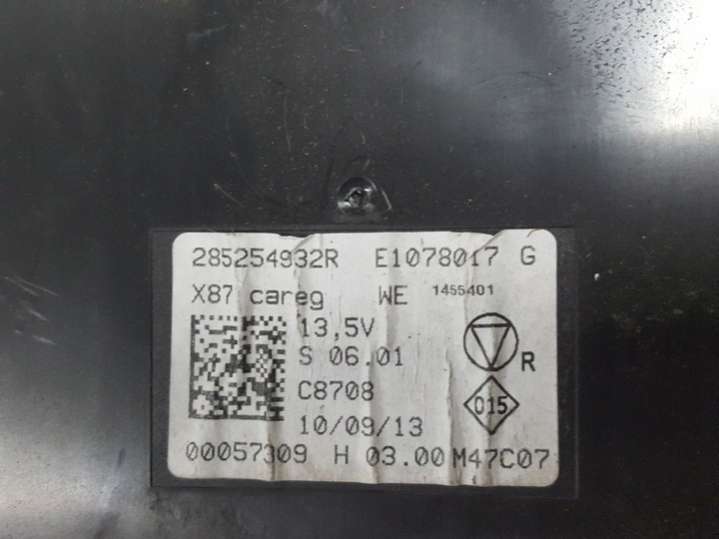 285254932R E1078017 G
X87 careg WE 1455401
13,5V
S 06.01
R
C8708
015
10/09/13
00057309 H 03.00 M47C07